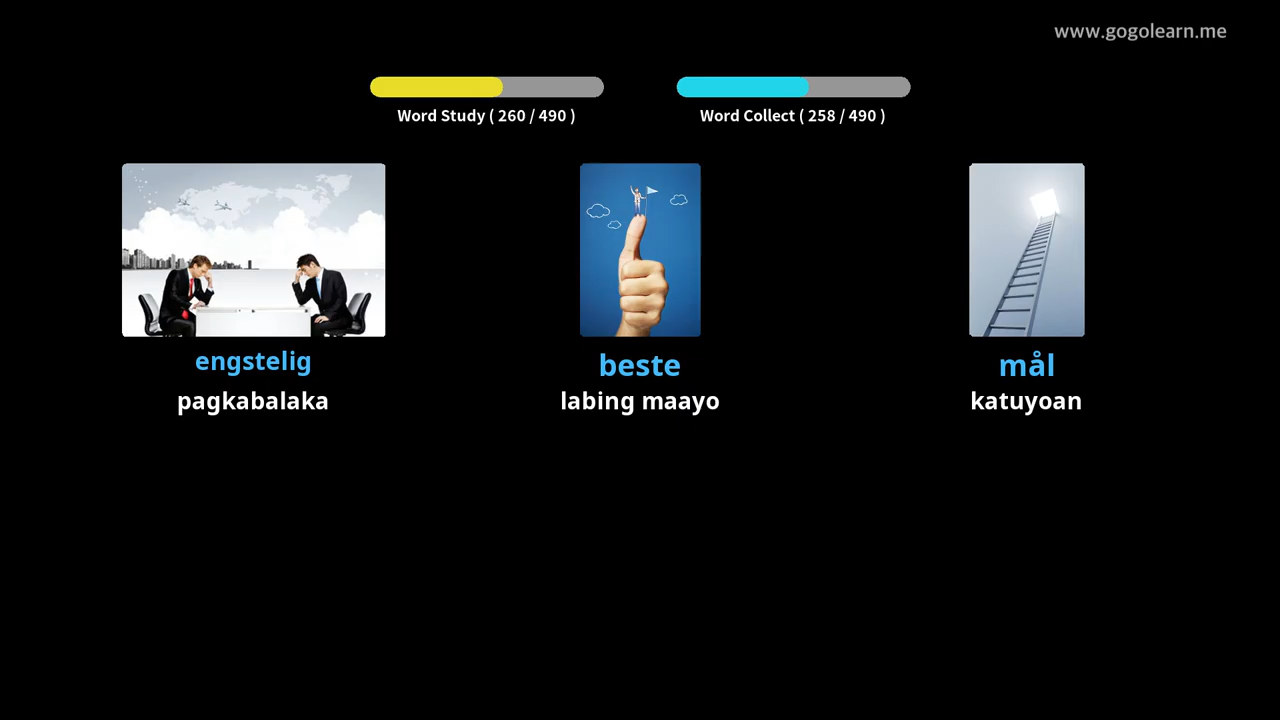 www.gogolearn.me
Word Study ( 260 / 490 )
Word Collect ( 258 / 490 )
engstelig
pagkabalaka
beste
labing maayo
mål
katuyoan